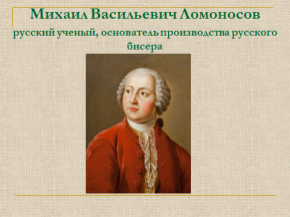 Михаил Васильевич Ломоносов
русский ученый, основатель производства русского
бисера